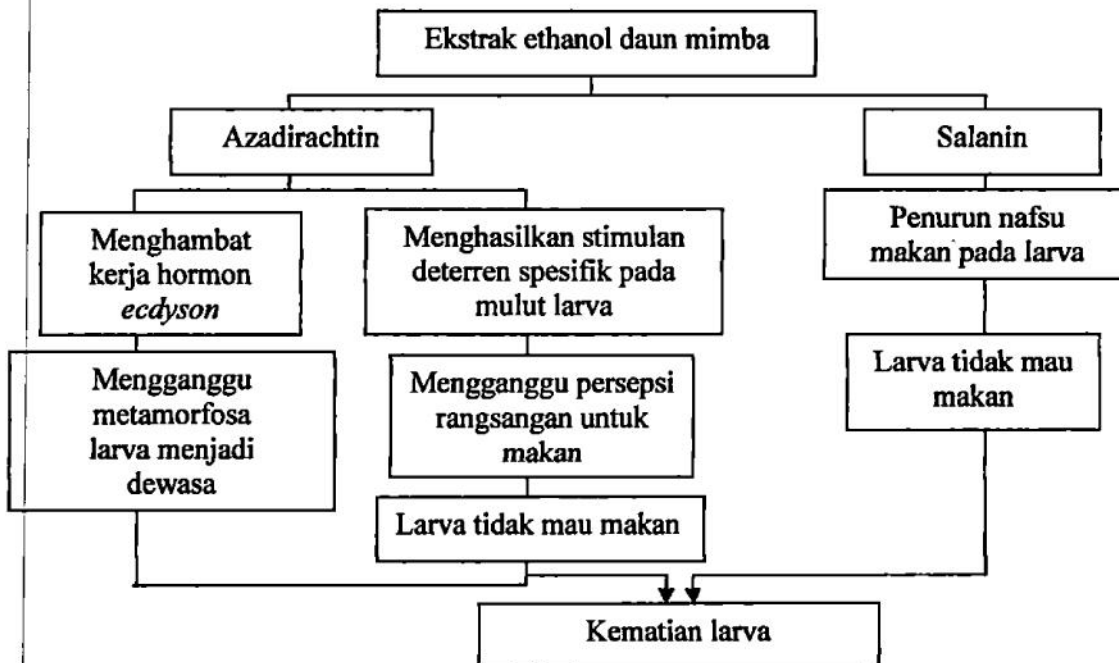 Ekstrak ethanol daun mimba
Azadirachtin
Salanin
Menghambat
kerja hormon
ecdyson
Menghasilkan stimulan
deterren spesifik pada
mulut larva
Penurun nafsu
makan pada larva
Mengganggu
metamorfosa
larva menjadi
dewasa
Mengganggu persepsi
rangsangan untuk
makan
Larva tidak mau
makan
Larva tidak mau makan
Kematian larva